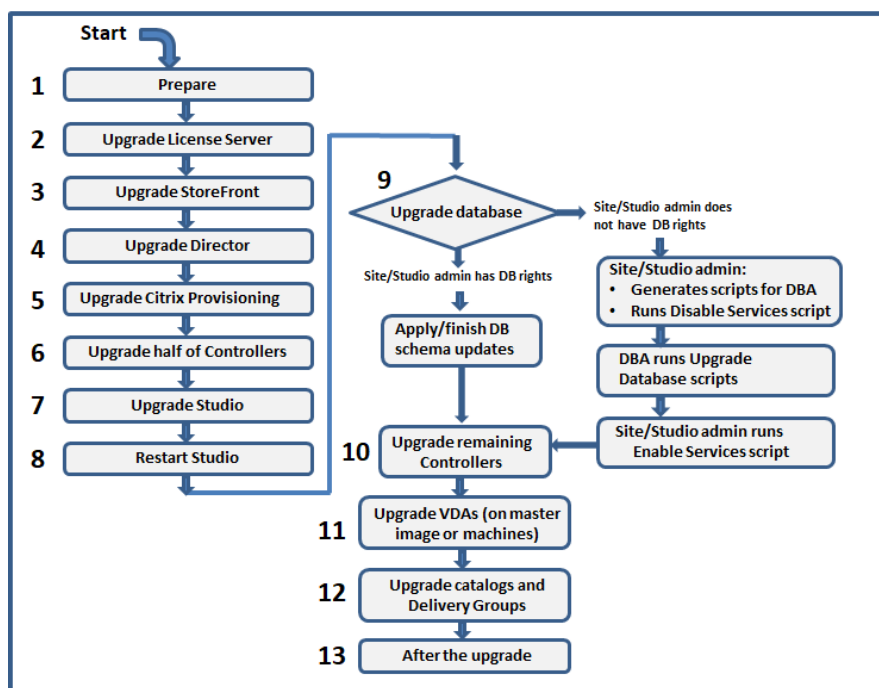 Start
1
Prepare
2
Upgrade License Server
3
Upgrade StoreFront
4
Upgrade Director
5
Upgrade Citrix Provisioning
6
Upgrade half of Controllers
7
Upgrade Studio
8
Restart Studio
9
Upgrade database
Site/Studio admin does
not have DB rights
Site/Studio admin has DB rights
Site/Studio admin:
• Generates scripts for DBA
• Runs Disable Services script
Apply/finish DB
schema updates
DBA runs Upgrade
Database scripts
Site/Studio admin runs
Enable Services script
10
Upgrade remaining
Controllers
11
Upgrade VDAs (on master
image or machines)
12
Upgrade catalogs and
Delivery Groups
13
After the upgrade